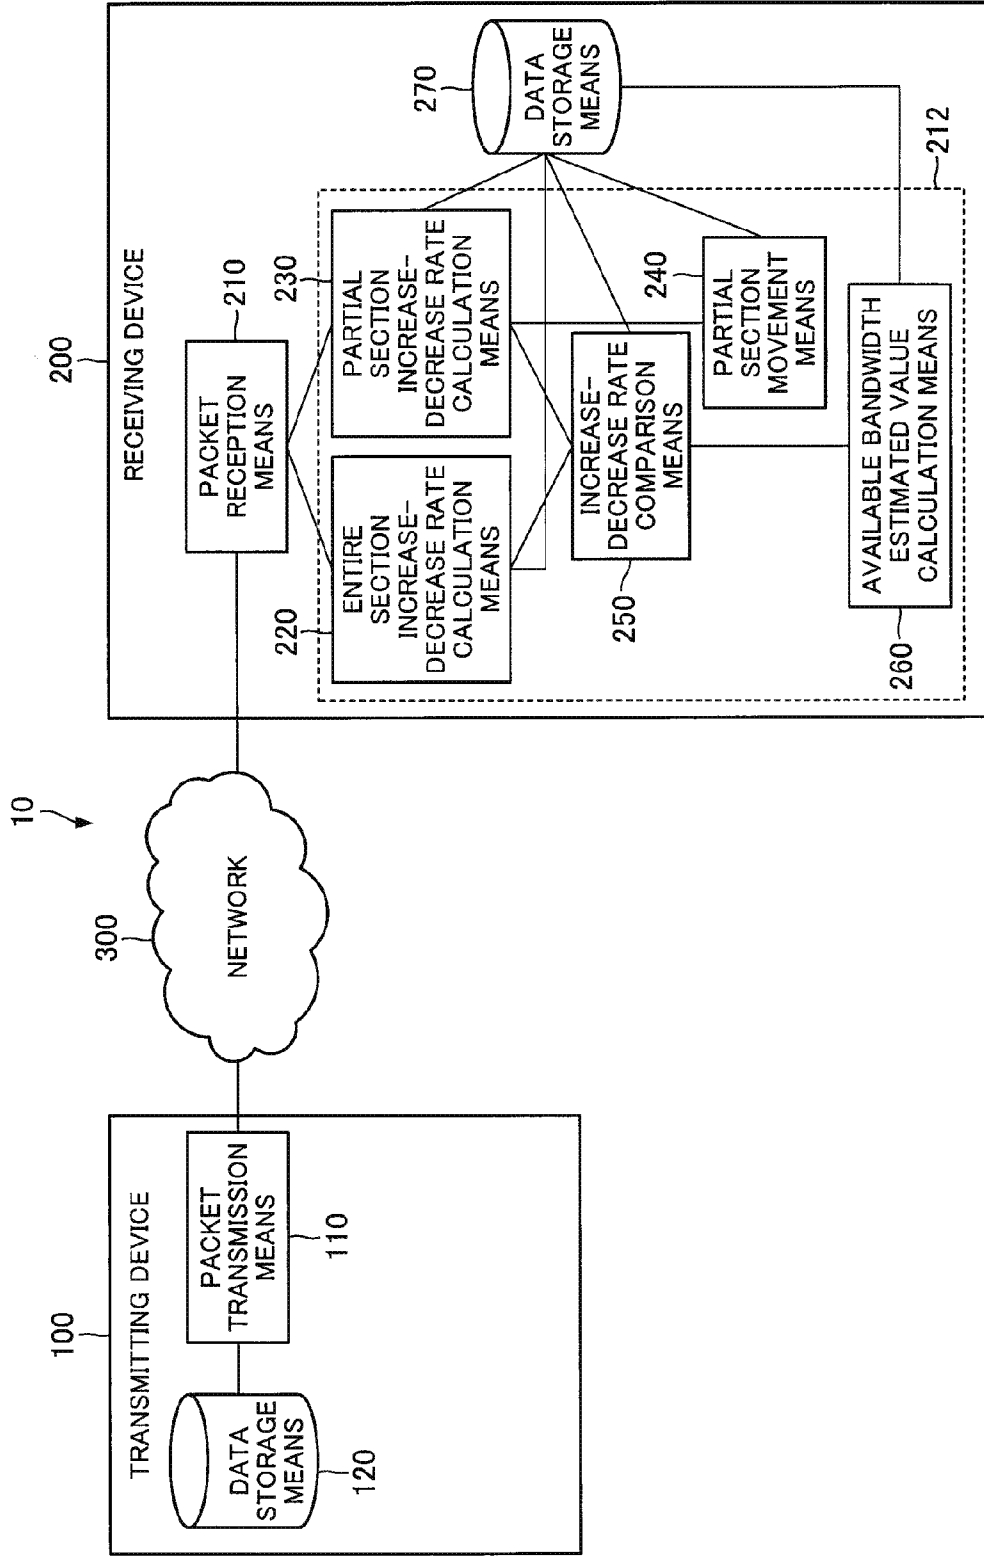 10
100
TRANSMITTING DEVICE
DATA
STORAGE
MEANS
120
PACKET
TRANSMISSION
MEANS
110
300
NETWORK
200
RECEIVING DEVICE
PACKET
RECEPTION
MEANS
210
220
ENTIRE
SECTION
INCREASE-
DECREASE RATE
CALCULATION
MEANS
230
PARTIAL
SECTION
INCREASE-
DECREASE RATE
CALCULATION
MEANS
270
DATA
STORAGE
MEANS
250
INCREASE-
DECREASE RATE
COMPARISON
MEANS
240
PARTIAL
SECTION
MOVEMENT
MEANS
212
260
AVAILABLE BANDWIDTH
ESTIMATED VALUE
CALCULATION MEANS